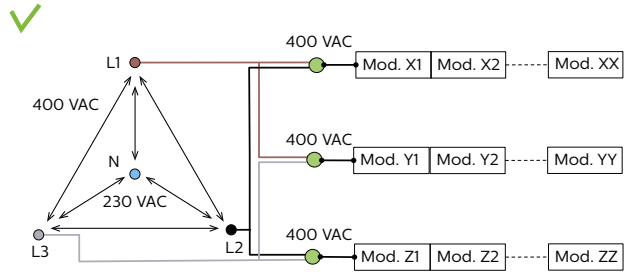 400 VAC
L1
Mod. X1 Mod. X2 Mod. XX
400 VAC
400 VAC
N
Mod. Y1 Mod. Y2 Mod. YY
230 VAC
400 VAC
L3
L2
Mod. Z1 Mod. Z2 Mod. ZZ